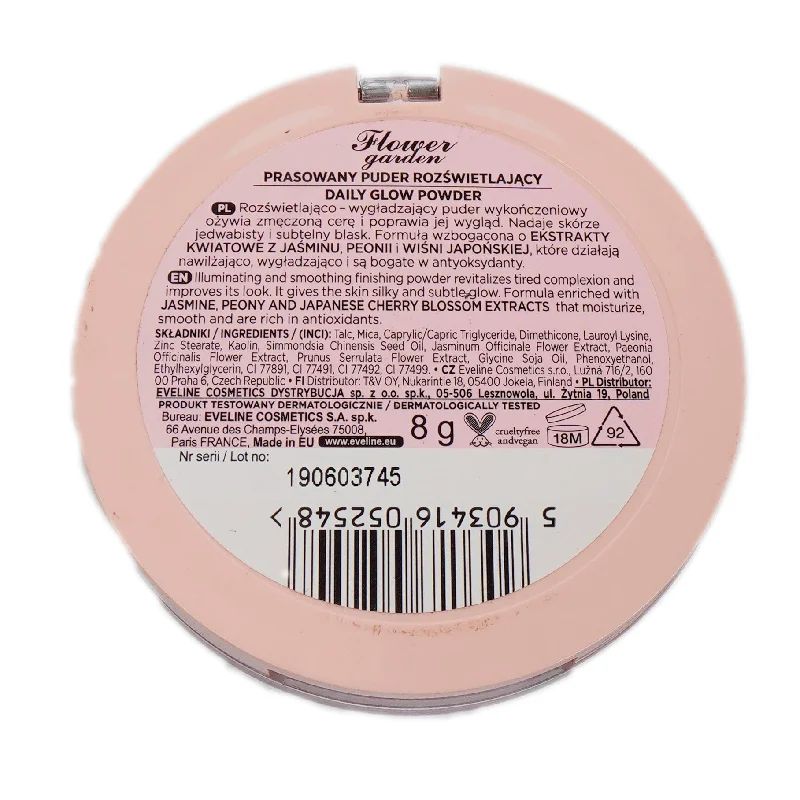 Flower
garden
PRASOWANY PUDER ROZŚWIETLAJĄCY
DAILY GLOW POWDER
PL Rozświetlająco - wygładzający puder wykończeniowy
ożywia zmęczoną cerę i poprawia jej wygląd. Nadaje skórze
jedwabisty i subtelny blask. Formuła wzbogacona o EKSTRAKTY
KWIATOWE Z JAŚMINU, PEONII i WIŚNI JAPOŃSKIEJ, które działają
nawilżająco, wygładzająco i są bogate w antyoksydanty.
EN Illuminating and smoothing finishing powder revitalizes tired complexion and
improves its look. It gives the skin silky and subtle glow. Formula enriched with
JASMINE, PEONY AND JAPANESE CHERRY BLOSSOM EXTRACTS that moisturize,
smooth and are rich in antioxidants.
SKŁADNIKI / INGREDIENTS / (INCI): Talc, Mica, Caprylic/Capric Triglyceride, Dimethicone, Lauroyl Lysine,
Zinc Stearate, Kaolin, Simmondsia Chinensis Seed Oil, Jasminum Officinale Flower Extract, Paeonia
Officinalis Flower Extract, Prunus Serrulata Flower Extract, Glycine Soja Oil, Phenoxyethanol,
Ethylhexylglycerin, CI 77891, CI 77491, CI 77492, CI 77499. • CZ Eveline Cosmetics s.r.o., Lužná 716/2, 160
00 Praha 6, Czech Republic • FI Distributor: T&V OY, Nukarintie 18, 05400 Jokela, Finland • PL Distributor:
EVELINE COSMETICS DYSTRYBUCJA sp. z o.o. sp.k., 05-506 Lesznowola, ul. Żytnia 19, Poland
PRODUKT TESTOWANY DERMATOLOGICZNIE / DERMATOLOGICALLY TESTED
Bureau: EVELINE COSMETICS S.A. sp.k.
66 Avenue des Champs-Elysées 75008,
Paris FRANCE, Made in EU www.eveline.eu
8 g
crueltyfree
andvegan
18M
92
Nr serii / Lot no:
190603745
5 903416 052548 >